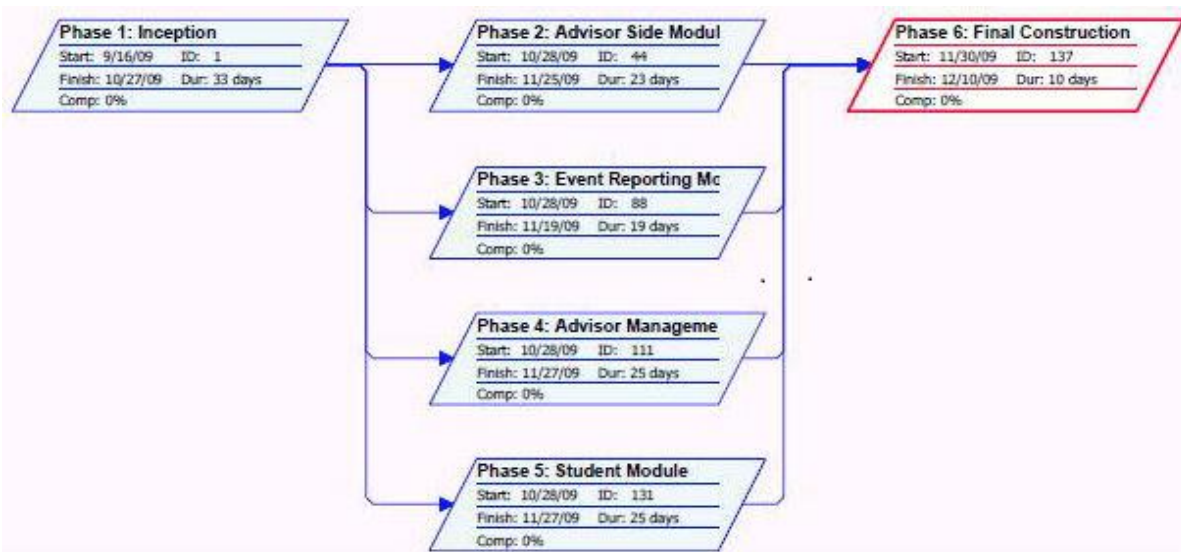 Phase 1: Inception
Start: 9/16/09 ID: 1
Finish: 10/27/09 Dur: 33 days
Comp: 0%
Phase 2: Advisor Side Modul
Start: 10/28/09 ID: 44
Finish: 11/25/09 Dur: 23 days
Comp: 0%
Phase 6: Final Construction
Start: 11/30/09 ID: 137
Finish: 12/10/09 Dur: 10 days
Comp: 0%
Phase 3: Event Reporting Mo
Start: 10/28/09 ID: 88
Finish: 11/19/09 Dur: 19 days
Comp: 0%
Phase 4: Advisor Manageme
Start: 10/28/09 ID: 111
Finish: 11/27/09 Dur: 25 days
Comp: 0%
Phase 5: Student Module
Start: 10/28/09 ID: 131
Finish: 11/27/09 Dur: 25 days
Comp: 0%